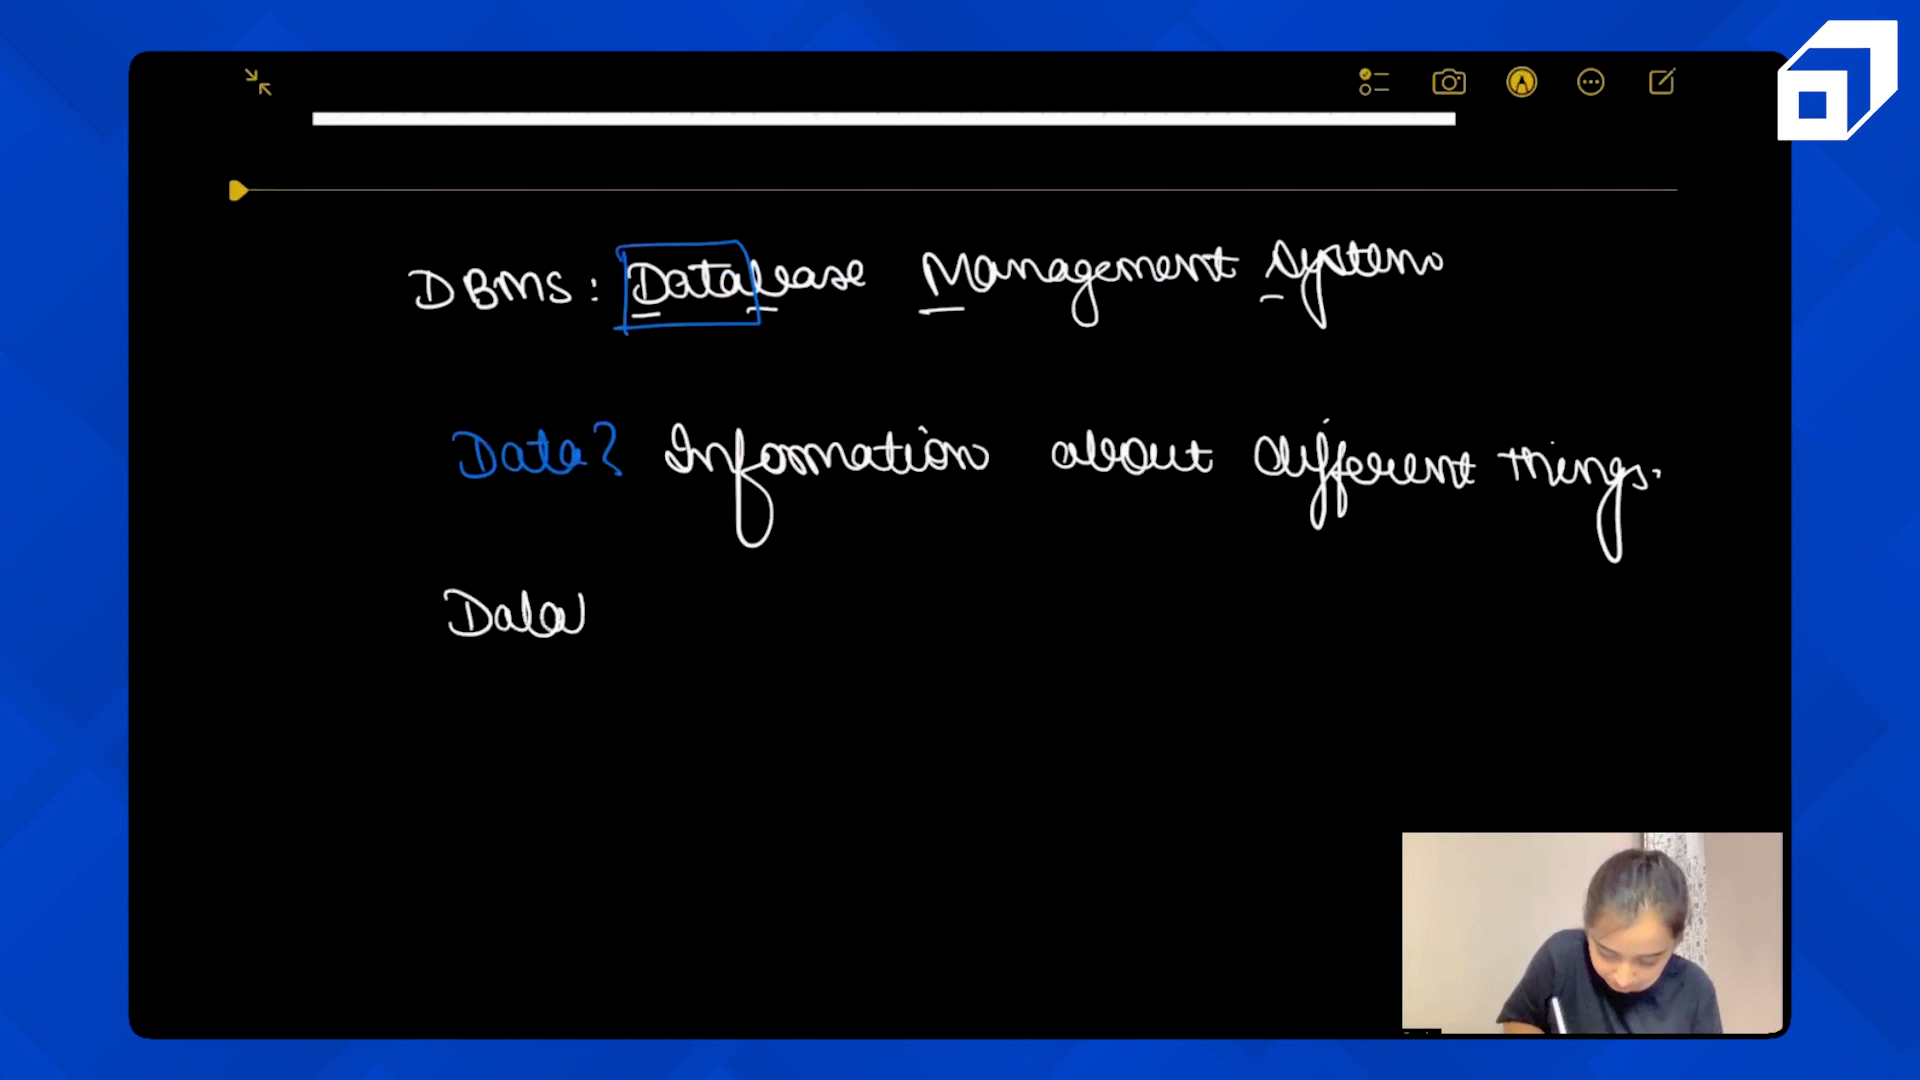 DBMS: Database Management System
Data? Information about different things.
Data